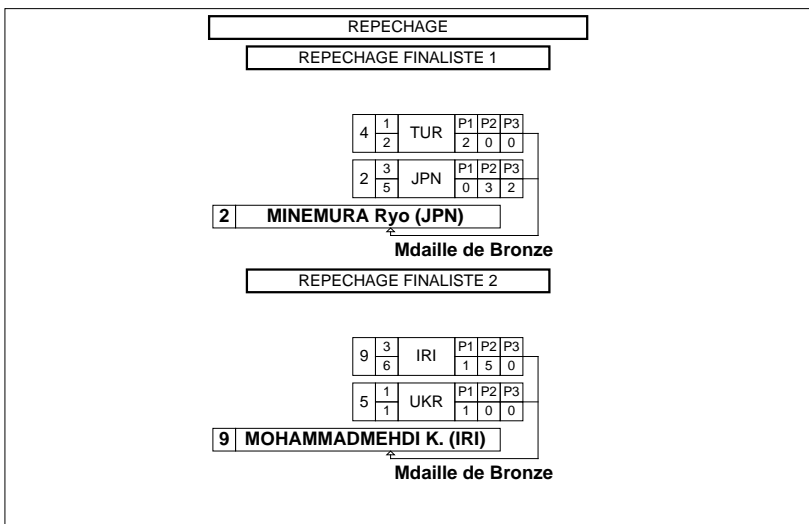 REPECHAGE
REPECHAGE FINALISTE 1
4 1 TUR P1 P2 P3
2 2 0 0
2 3 JPN P1 P2 P3
5 0 3 2
2 MINEMURA Ryo (JPN)
Mdaille de Bronze
REPECHAGE FINALISTE 2
9 3 IRI P1 P2 P3
6 1 5 0
5 1 UKR P1 P2 P3
1 1 0 0
9 MOHAMMADMEHDI K. (IRI)
Mdaille de Bronze